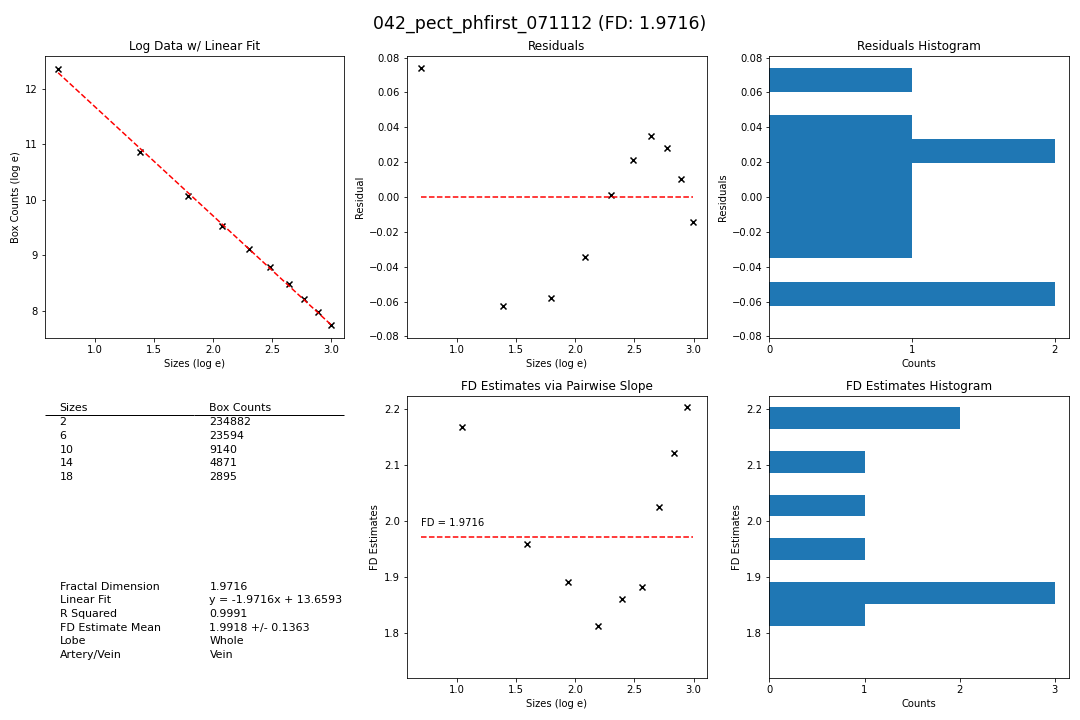 042_pect_phfirst_071112 (FD: 1.9716)
Log Data w/ Linear Fit
12
11
10
9
8
Box Counts (log e)
1.0 1.5 2.0 2.5 3.0
Sizes (log e)
Residuals
0.08
0.06
0.04
0.02
0.00
−0.02
−0.04
−0.06
−0.08
Residual
1.0 1.5 2.0 2.5 3.0
Sizes (log e)
Residuals Histogram
0.08
0.06
0.04
0.02
0.00
−0.02
−0.04
−0.06
−0.08
Residuals
0 1 2
Counts
Sizes Box Counts
2 234882
6 23594
10 9140
14 4871
18 2895
Fractal Dimension 1.9716
Linear Fit y = -1.9716x + 13.6593
R Squared 0.9991
FD Estimate Mean 1.9918 +/- 0.1363
Lobe Whole
Artery/Vein Vein
FD Estimates via Pairwise Slope
2.2
2.1
2.0
1.9
1.8
FD Estimates
FD = 1.9716
1.0 1.5 2.0 2.5 3.0
Sizes (log e)
FD Estimates Histogram
2.2
2.1
2.0
1.9
1.8
FD Estimates
0 1 2 3
Counts